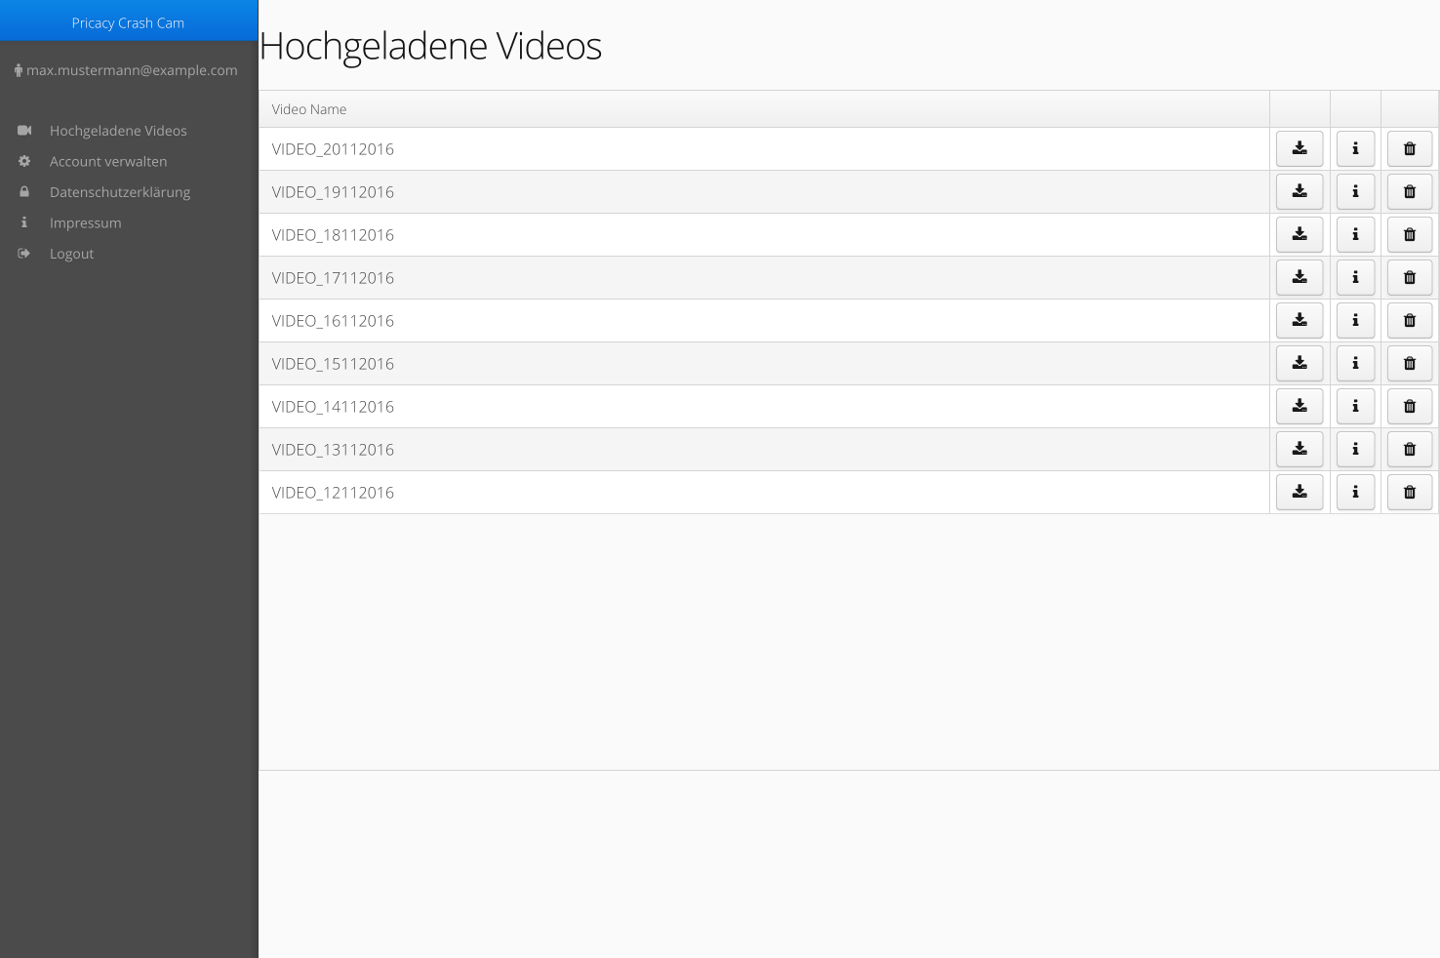 Pricacy Crash Cam
max.mustermann@example.com
Hochgeladene Videos
Account verwalten
Datenschutzerklärung
Impressum
Logout
Hochgeladene Videos
Video Name
VIDEO_20112016
VIDEO_19112016
VIDEO_18112016
VIDEO_17112016
VIDEO_16112016
VIDEO_15112016
VIDEO_14112016
VIDEO_13112016
VIDEO_12112016